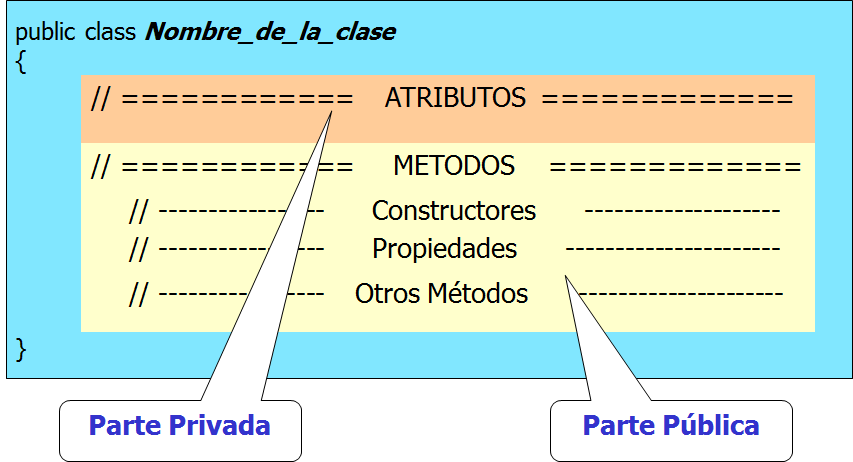 public class Nombre_de_la_clase
{
// ============ ATRIBUTOS =============
// ============ METODOS =============
// ----------------- Constructores --------------------
// ----------------- Propiedades ----------------------
// ----------------- Otros Métodos ---------------------
}
Parte Privada Parte Pública